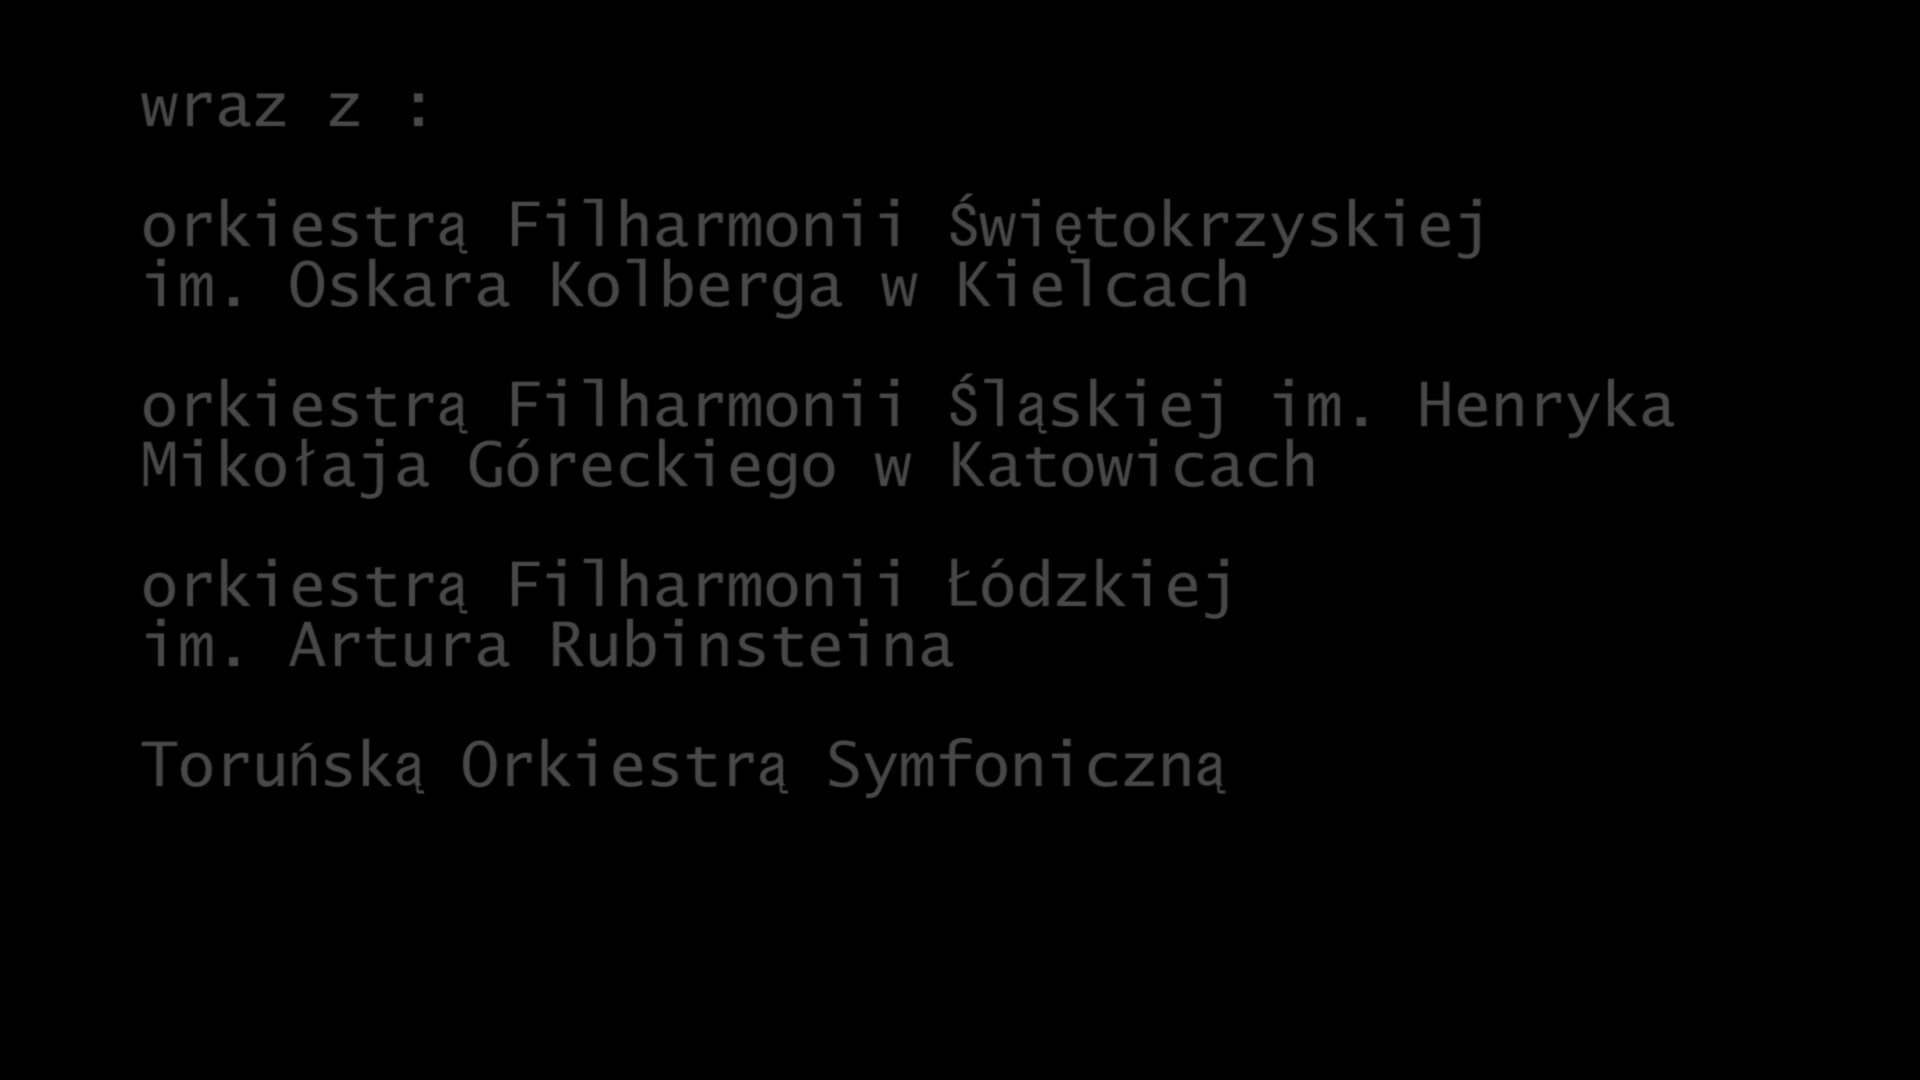 wraz z :
orkiestrą Filharmonii Świętokrzyskiej
im. Oskara Kolberga w Kielcach
orkiestrą Filharmonii Śląskiej im. Henryka
Mikołaja Góreckiego w Katowicach
orkiestrą Filharmonii Łódzkiej
im. Artura Rubinsteina
Toruńską Orkiestrą Symfoniczną